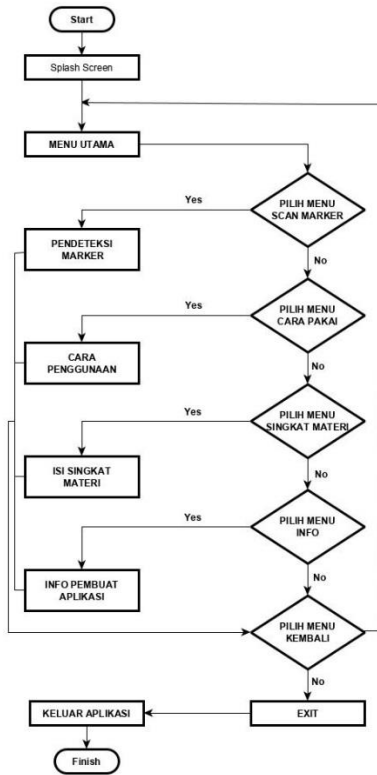 Start
Splash Screen
MENU UTAMA
PILIH MENU
SCAN MARKER
Yes
PENDETEKSI
MARKER
No
PILIH MENU
CARA PAKAI
Yes
CARA
PENGGUNAAN
No
PILIH MENU
SINGKAT MATERI
Yes
ISI SINGKAT
MATERI
No
PILIH MENU
INFO
Yes
INFO PEMBUAT
APLIKASI
No
PILIH MENU
KEMBALI
No
KELUAR APLIKASI
EXIT
Finish